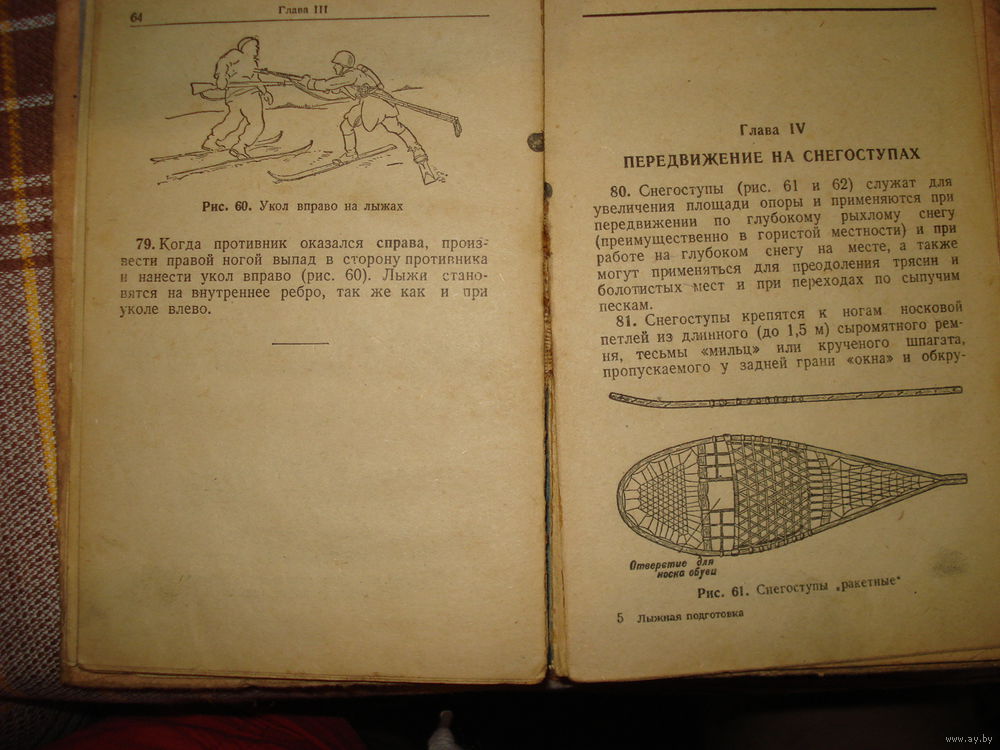 64
Глава III
Рис. 60. Укол вправо на лыжах
79. Когда противник оказался справа, произ-
вести правой ногой выпад в сторону противника
и нанести укол вправо (рис. 60). Лыжи стано-
вятся на внутреннее ребро, так же как и при
уколе влево.
Глава IV
ПЕРЕДВИЖЕНИЕ НА СНЕГОСТУПАХ
80. Снегоступы (рис. 61 и 62) служат для
увеличения площади опоры и применяются при
передвижении по глубокому рыхлому снегу
(преимущественно в гористой местности) и при
работе на глубоком снегу на месте, а также
могут применяться для преодоления трясин и
болотистых мест и при переходах по сыпучим
пескам.
81. Снегоступы крепятся к ногам носковой
петлей из длинного (до 1,5 м) сыромятного рем-
ня, тесьмы «мильц» или крученого шпагата,
пропускаемого у задней грани «окна» и обкру-
Отверстие для
носка обуви
Рис. 61. Снегоступы „ракетные“
5 Лыжная подготовка
www.ay.by